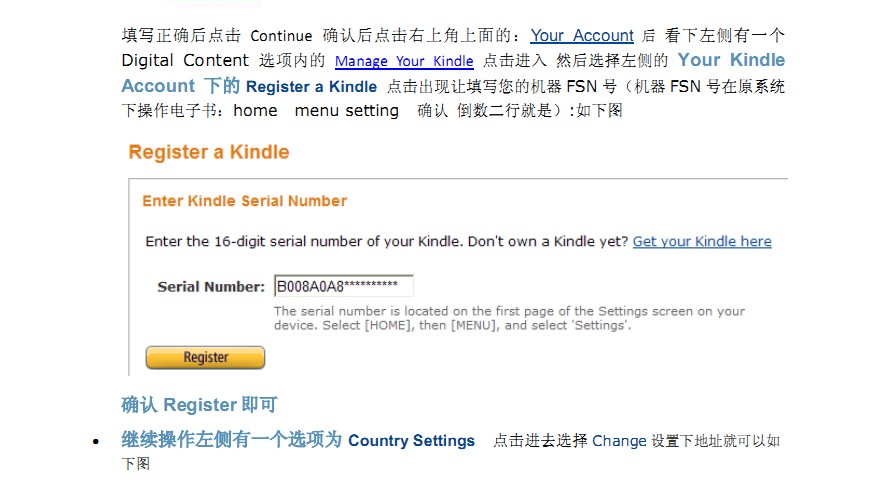 填写正确后点击 Continue 确认后点击右上角上面的：Your Account 后 看下左侧有一个
Digital Content 选项内的 Manage Your Kindle 点击进入 然后选择左侧的 Your Kindle
Account 下的 Register a Kindle 点击出现让填写您的机器 FSN 号（机器 FSN 号在原系统
下操作电子书：home menu setting 确认 倒数二行就是）:如下图
Register a Kindle
Enter Kindle Serial Number
Enter the 16-digit serial number of your Kindle. Don't own a Kindle yet? Get your Kindle here
Serial Number: B008A0A8**********
The serial number is located on the first page of the Settings screen on your
device. Select [HOME], then [MENU], and select 'Settings'.
Register
确认 Register 即可
• 继续操作左侧有一个选项为 Country Settings 点击进去选择 Change 设置下地址就可以如
下图